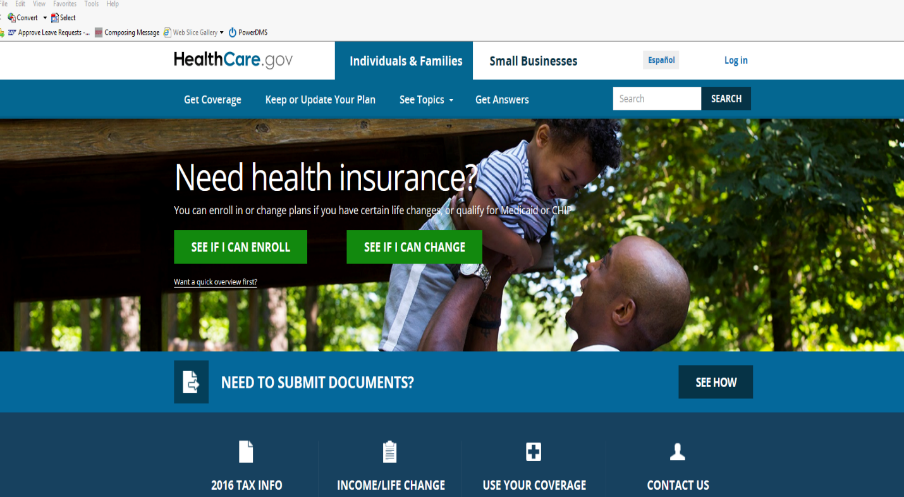 File Edit View Favorites Tools Help
Convert Select
Approve Leave Requests -... Composing Message Web Slice Gallery PowerDMS
HealthCare.gov Individuals & Families Small Businesses Español Log in
Get Coverage Keep or Update Your Plan See Topics Get Answers Search SEARCH
Need health insurance?
You can enroll in or change plans if you have certain life changes, or qualify for Medicaid or CHIP
SEE IF I CAN ENROLL SEE IF I CAN CHANGE
Want a quick overview first?
NEED TO SUBMIT DOCUMENTS? SEE HOW
2016 TAX INFO INCOME/LIFE CHANGE USE YOUR COVERAGE CONTACT US